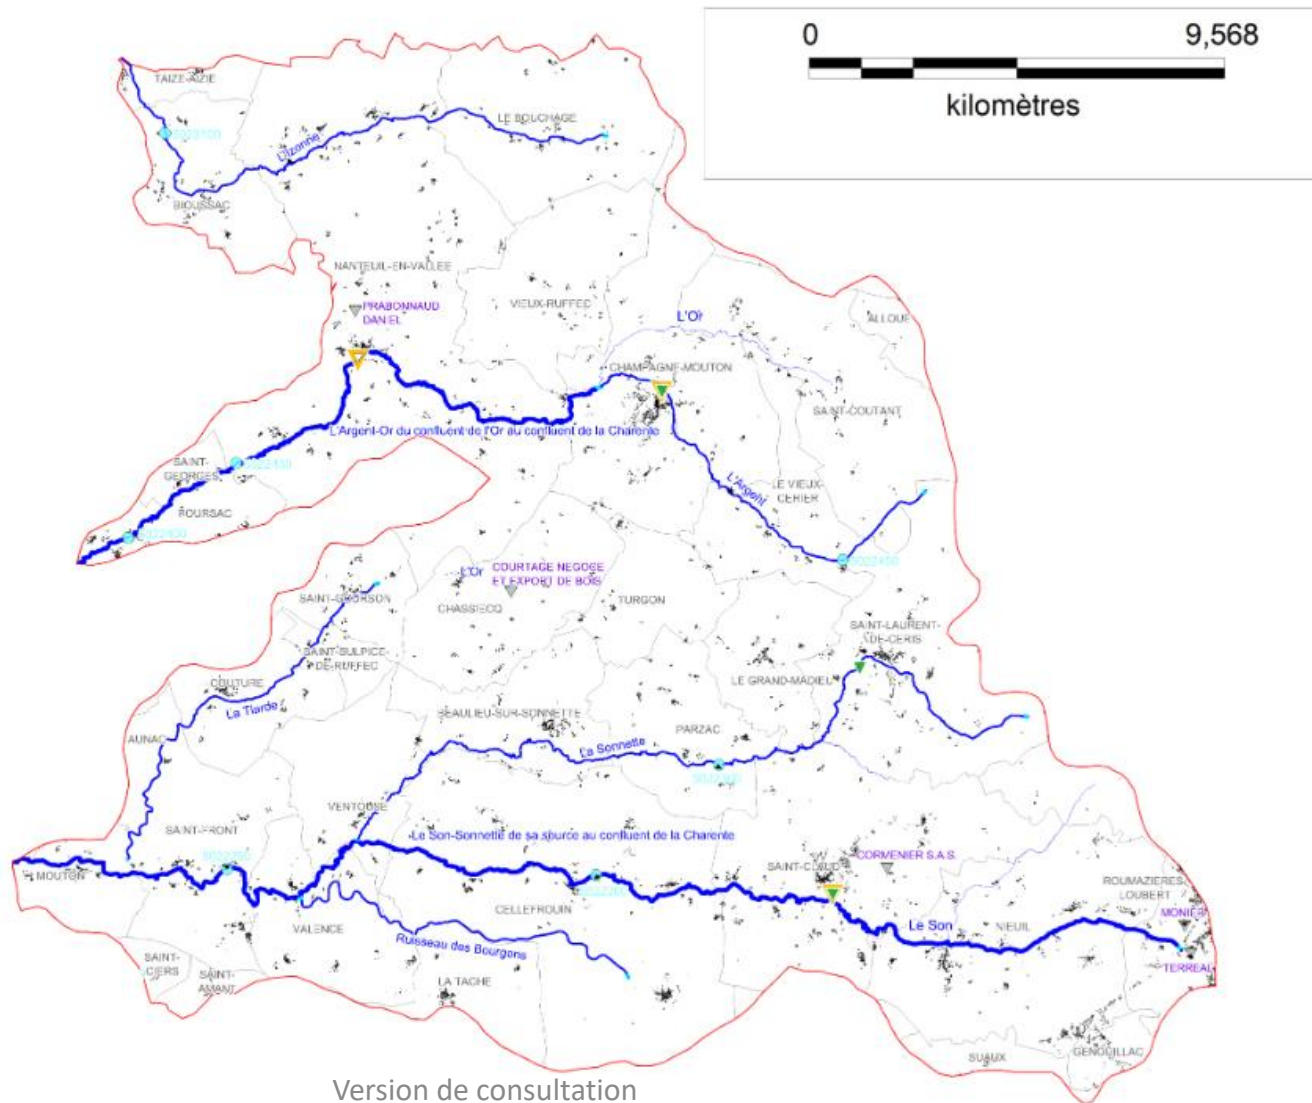 0 9,568
kilomètres
TAIZE-AIZIE
LE BOUCHAGE
L'Izonne
BIOUSSAC
NANTEUIL-EN-VALLEE
PRABONNAUD
DANIEL
VIEUX-RUFFEC
L'Or
ALLOUE
CHAMPAGNE-MOUTON
SAINT-COUTANT
L'Argent-Or du confluent de l'Or au confluent de la Charente
SAINT-
GEORGES
POURSAC
L'Argent
LE VIEUX-
CERIER
L'Or
COURTAGE NEGOCE
ET EXPORT DE BOIS
CHASSIECQ
TURGON
SAINT-GOURSON
SAINT-SULPICE-
DE-RUFFEC
SAINT-LAURENT-
DE-CERIS
COUTURE
La Tiarde
LE GRAND-MADIEU
BEAULIEU-SUR-SONNETTE
PARZAC
La Sonnette
AUNAC
VENTOUSE
SAINT-FRONT
Le Son-Sonnette de sa source au confluent de la Charente
MOUTON
SAINT-CLAUD
CORMENIER S.A.S.
ROUMAZIERES-
LOUBERT
MONIER
CELLEFROUIN
Le Son
NIEUIL
VALENCE
Ruisseau des Bourgons
TERREAL
SAINT-
CIERS
SAINT-
AMANT
LA TACHE
SUAUX
GENOUILLAC
Version de consultation